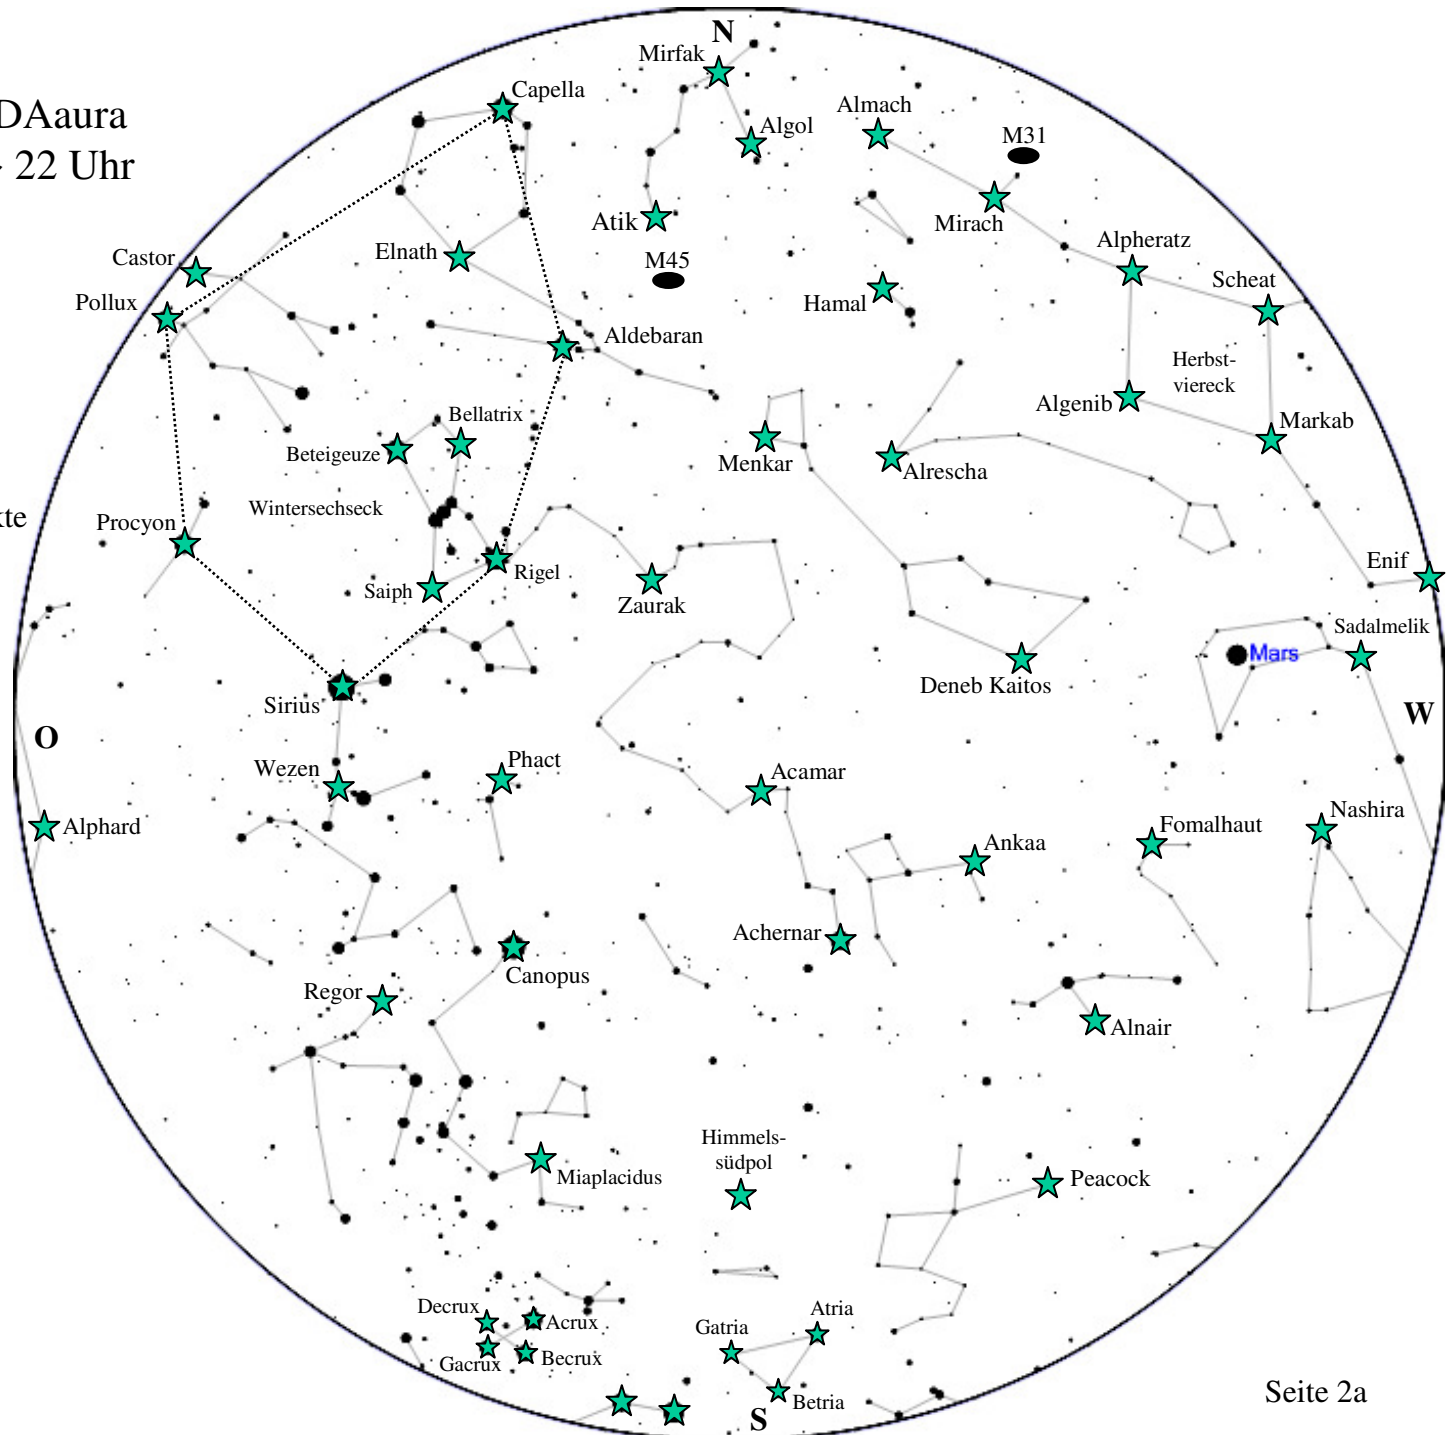 N
Mirfak
Capella
DAaura
Almach
Algol
M31
22 Uhr
Atik
Mirach
Alpheratz
Elnath
Castor
M45
Scheat
Pollux
Hamal
Aldebaran
Herbst-
viereck
Algenib
Bellatrix
Markab
Beteigeuze
Menkar
Alrescha
Wintersechseck
kte
Procyon
Enif
Rigel
Saiph
Zaurak
Sadalmelik
Mars
Deneb Kaitos
Sirius
W
O
Phact
Wezen
Acamar
Nashira
Alphard
Fomalhaut
Ankaa
Achernar
Canopus
Regor
Alnair
Himmels-
südpol
Miaplacidus
Peacock
Decrux
Atria
Acrux
Gatria
Becrux
Gacrux
Seite 2a
Betria
S